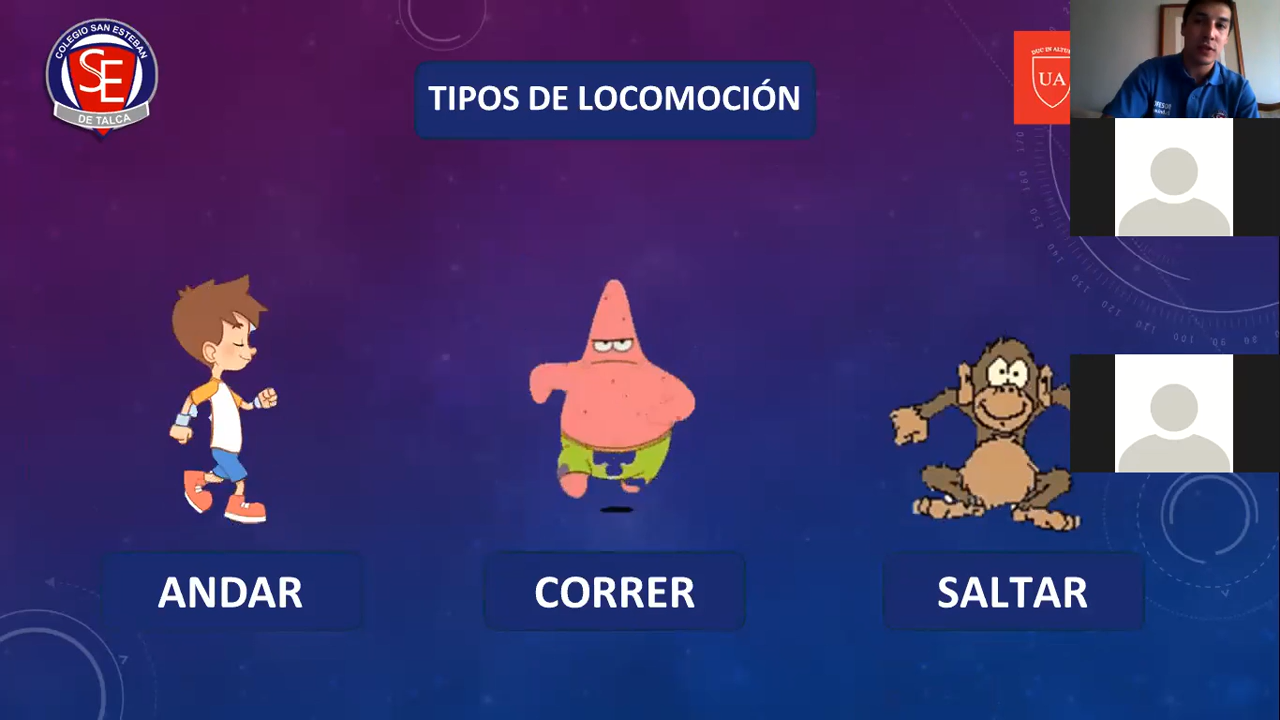 COLEGIO SAN ESTEBAN
SE
DE TALCA
TIPOS DE LOCOMOCIÓN
UA
ANDAR
CORRER
SALTAR